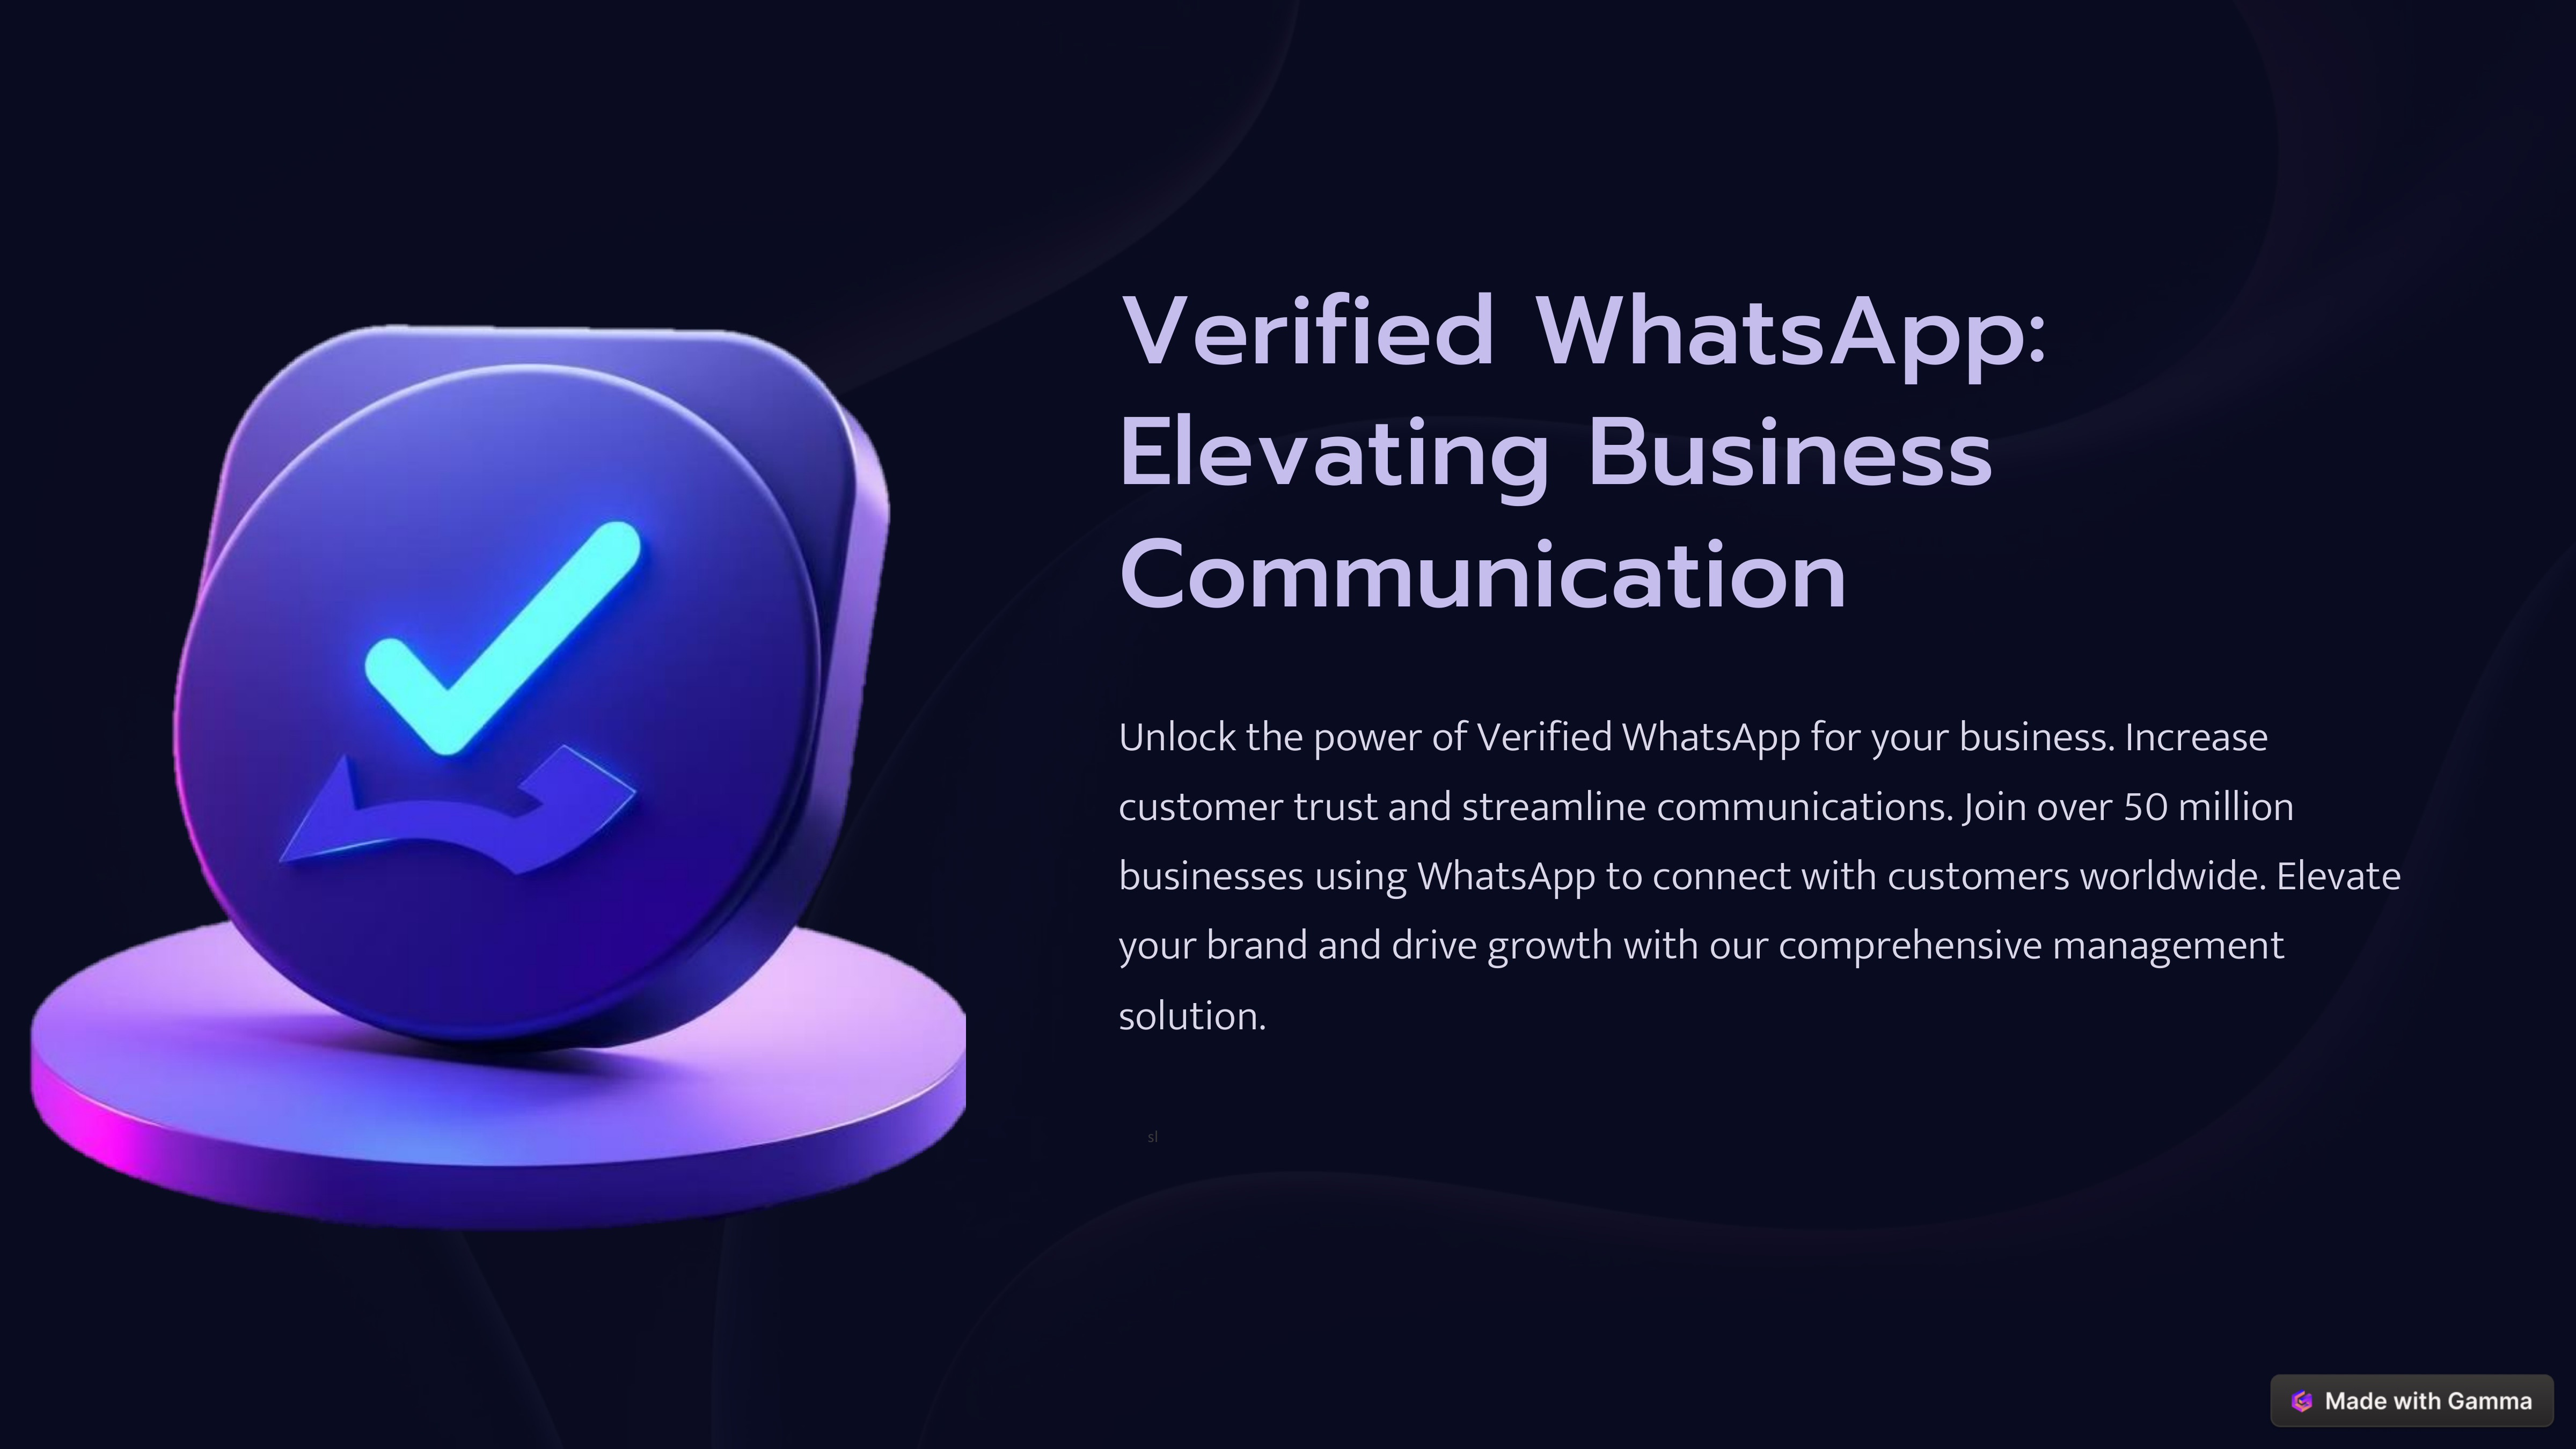 Verified WhatsApp:
Elevating Business
Communication
Unlock the power of Verified WhatsApp for your business. Increase
customer trust and streamline communications. Join over 50 million
businesses using WhatsApp to connect with customers worldwide. Elevate
your brand and drive growth with our comprehensive management
solution.
sl
Made with Gamma